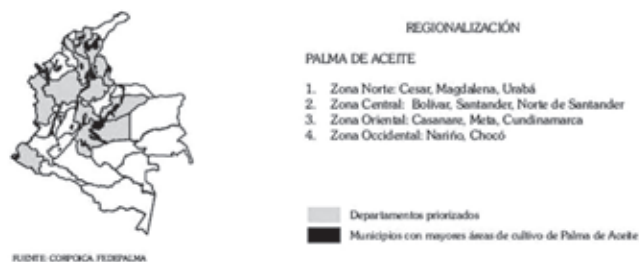 REGIONALIZACIÓN
PALMA DE ACEITE
1. Zona Norte: Cesar, Magdalena, Urabá
2. Zona Central: Bolívar, Santander, Norte de Santander
3. Zona Oriental: Casanare, Meta, Cundinamarca
4. Zona Occidental: Nariño, Chocó
Departamentos priorizados
Municipios con mayores áreas de cultivo de Palma de Aceite
FUENTE: CORPOICA, FEDEPALMA